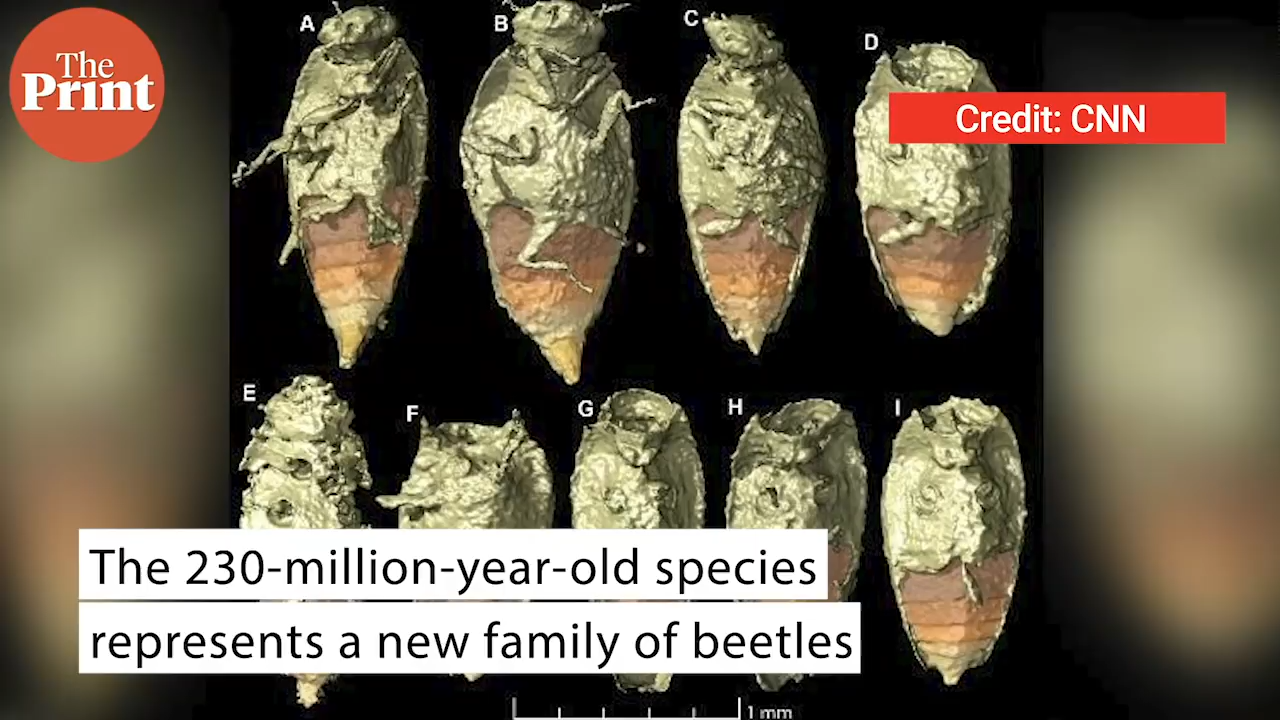 The
Print
A
B
C
D
Credit: CNN
E
F
G
H
I
The 230-million-year-old species
represents a new family of beetles
1 mm